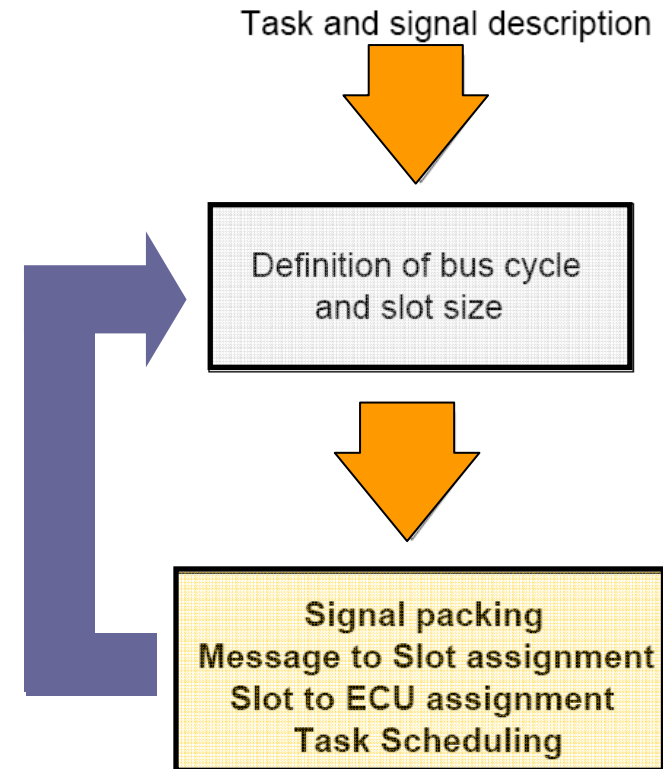 Task and signal description
Definition of bus cycle
and slot size
Signal packing
Message to Slot assignment
Slot to ECU assignment
Task Scheduling